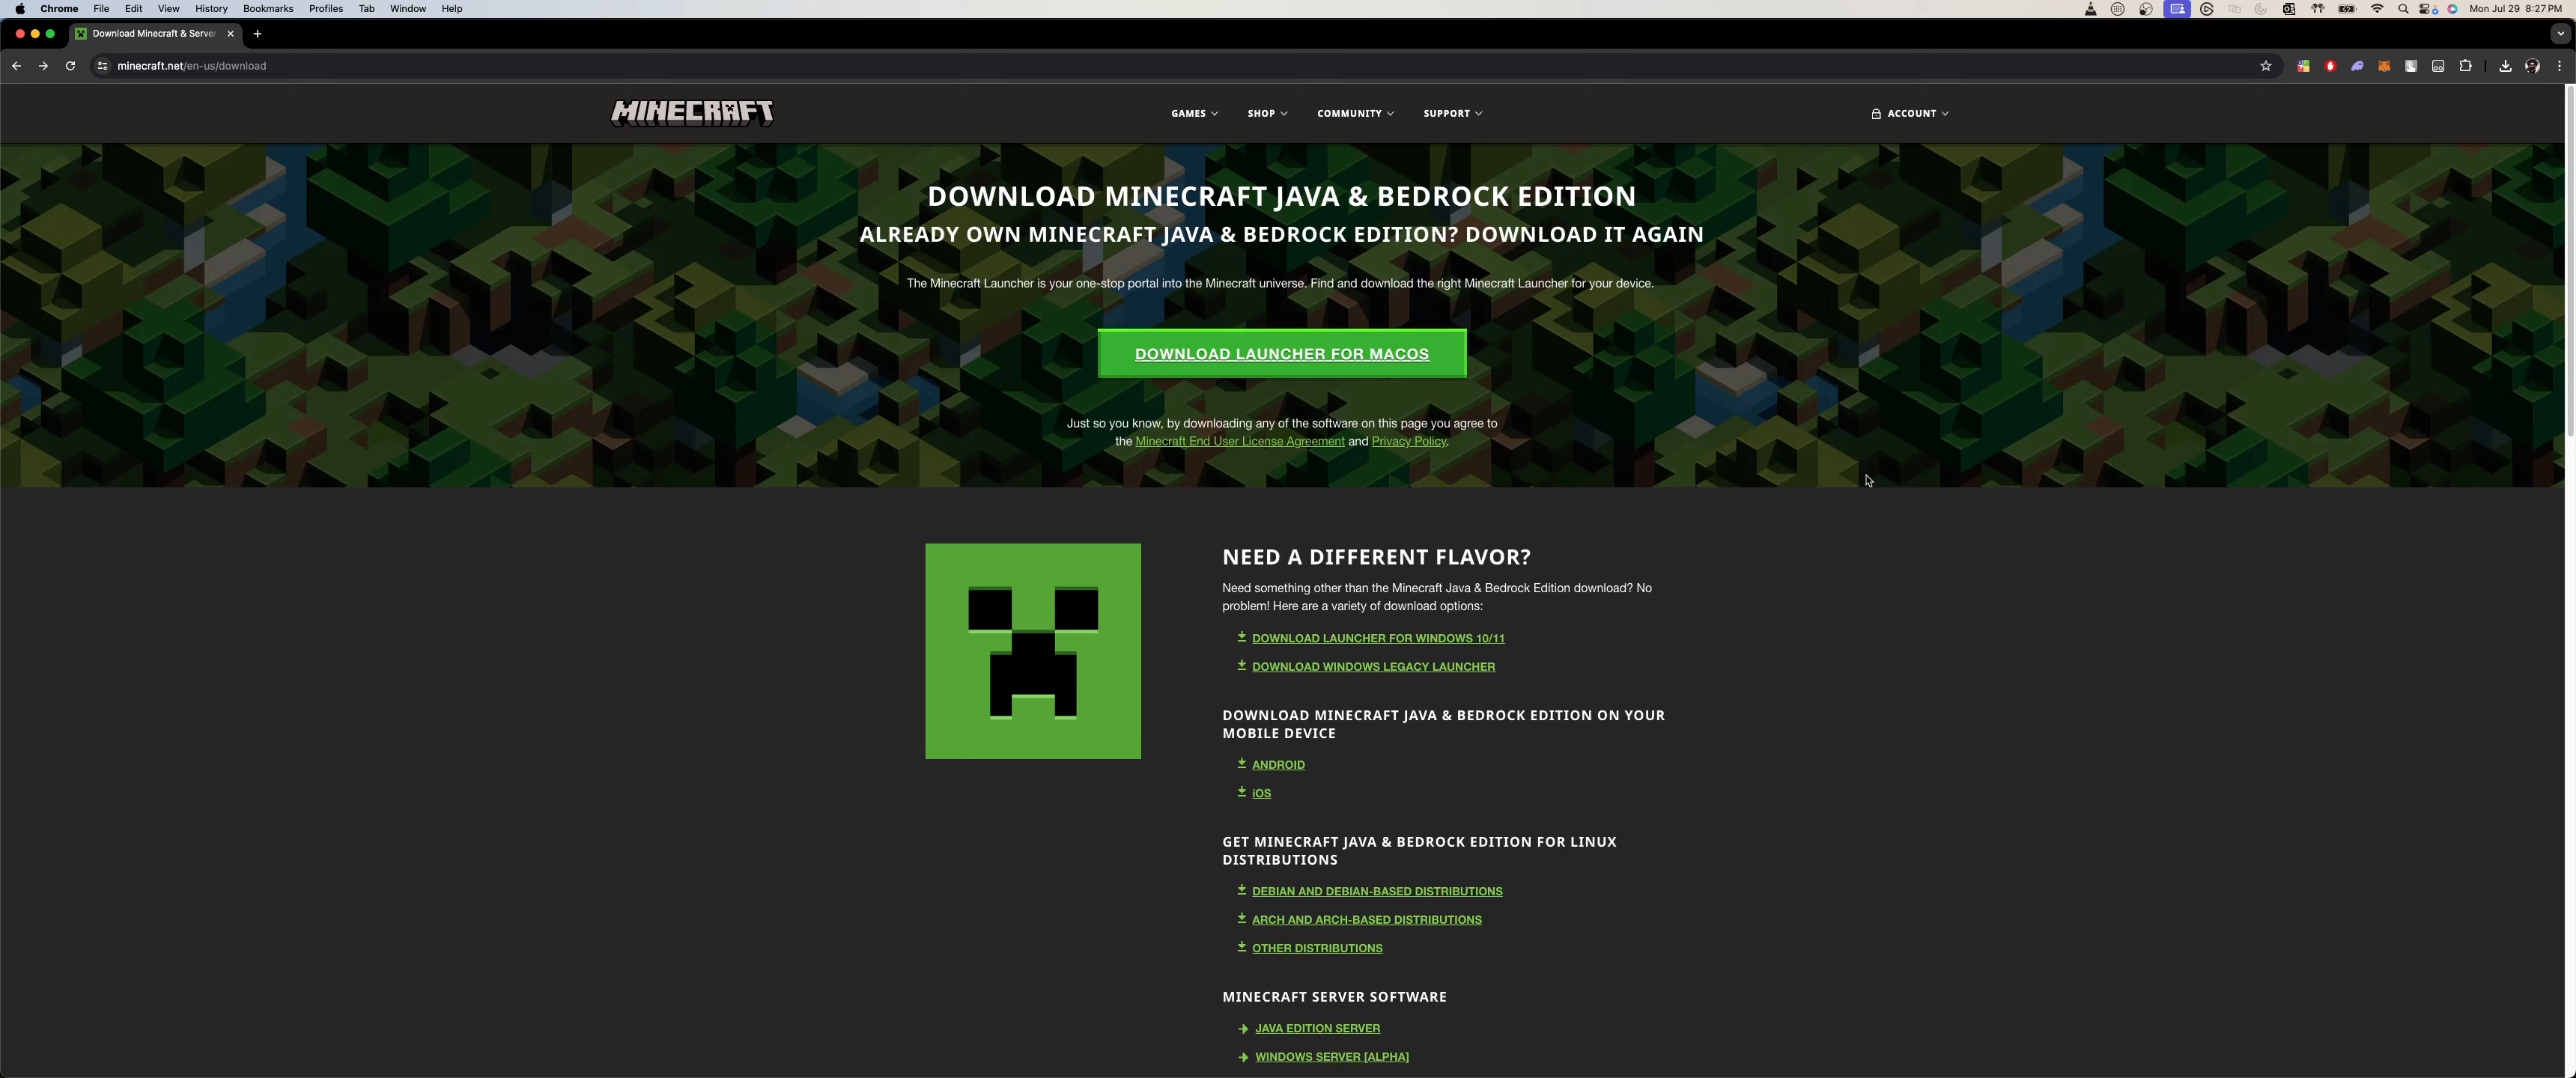 Chrome File Edit View History Bookmarks Profiles Tab Window Help
Mon Jul 29 8:27 PM
Download Minecraft & Server
minecraft.net/en-us/download
MINECRAFT
GAMES SHOP COMMUNITY SUPPORT ACCOUNT
DOWNLOAD MINECRAFT JAVA & BEDROCK EDITION
ALREADY OWN MINECRAFT JAVA & BEDROCK EDITION? DOWNLOAD IT AGAIN
The Minecraft Launcher is your one-stop portal into the Minecraft universe. Find and download the right Minecraft Launcher for your device.
DOWNLOAD LAUNCHER FOR MACOS
Just so you know, by downloading any of the software on this page you agree to
the Minecraft End User License Agreement and Privacy Policy.
NEED A DIFFERENT FLAVOR?
Need something other than the Minecraft Java & Bedrock Edition download? No
problem! Here are a variety of download options:
DOWNLOAD LAUNCHER FOR WINDOWS 10/11
DOWNLOAD WINDOWS LEGACY LAUNCHER
DOWNLOAD MINECRAFT JAVA & BEDROCK EDITION ON YOUR
MOBILE DEVICE
ANDROID
iOS
GET MINECRAFT JAVA & BEDROCK EDITION FOR LINUX
DISTRIBUTIONS
DEBIAN AND DEBIAN-BASED DISTRIBUTIONS
ARCH AND ARCH-BASED DISTRIBUTIONS
OTHER DISTRIBUTIONS
MINECRAFT SERVER SOFTWARE
JAVA EDITION SERVER
WINDOWS SERVER [ALPHA]